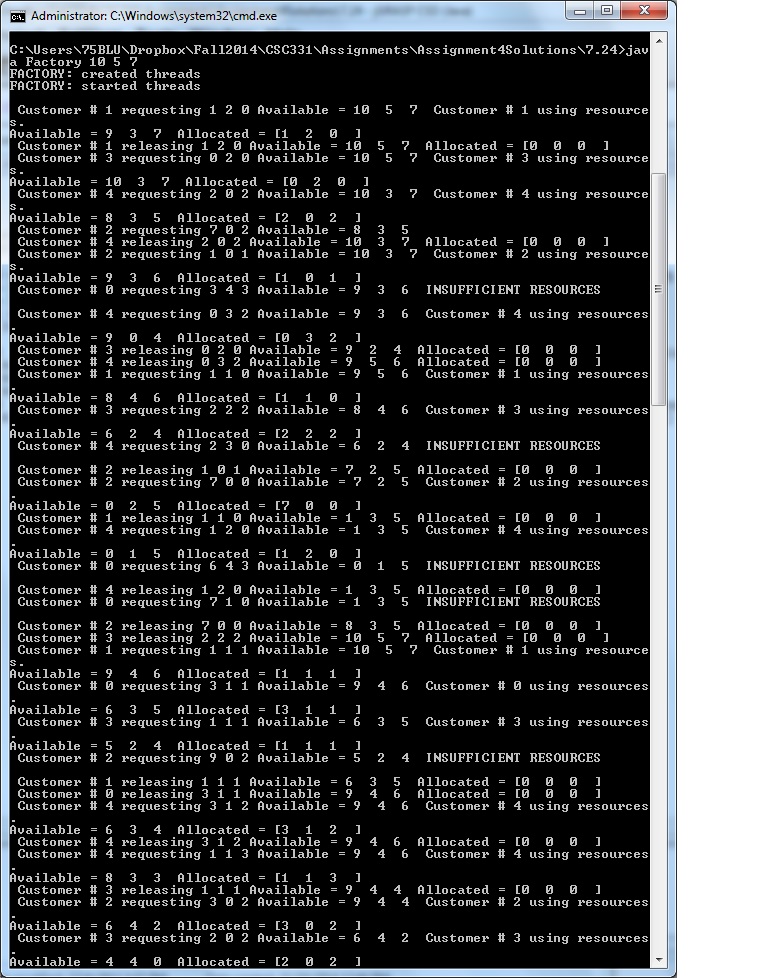 Administrator: C:\Windows\system32\cmd.exe
C:\Users\75BLU\Dropbox\Fall2014\CSC331\Assignments\Assignment4Solutions\7.24>jav
a Factory 10 5 7
FACTORY: created threads
FACTORY: started threads
Customer # 1 requesting 1 2 0 Available = 10 5 7 Customer # 1 using resource
s.
Available = 9 3 7 Allocated = [1 2 0 ]
Customer # 1 releasing 1 2 0 Available = 10 5 7 Allocated = [0 0 0 ]
Customer # 3 requesting 0 2 0 Available = 10 5 7 Customer # 3 using resource
s.
Available = 10 3 7 Allocated = [0 2 0 ]
Customer # 4 requesting 2 0 2 Available = 10 3 7 Customer # 4 using resource
s.
Available = 8 3 5 Allocated = [2 0 2 ]
Customer # 2 requesting 7 0 2 Available = 8 3 5
Customer # 4 releasing 2 0 2 Available = 10 3 7 Allocated = [0 0 0 ]
Customer # 2 requesting 1 0 1 Available = 10 3 7 Customer # 2 using resource
s.
Available = 9 3 6 Allocated = [1 0 1 ]
Customer # 0 requesting 3 4 3 Available = 9 3 6 INSUFFICIENT RESOURCES
Customer # 4 requesting 0 3 2 Available = 9 3 6 Customer # 4 using resources
.
Available = 9 0 4 Allocated = [0 3 2 ]
Customer # 3 releasing 0 2 0 Available = 9 2 4 Allocated = [0 0 0 ]
Customer # 4 releasing 0 3 2 Available = 9 5 6 Allocated = [0 0 0 ]
Customer # 1 requesting 1 1 0 Available = 9 5 6 Customer # 1 using resources
.
Available = 8 4 6 Allocated = [1 1 0 ]
Customer # 3 requesting 2 2 2 Available = 8 4 6 Customer # 3 using resources
.
Available = 6 2 4 Allocated = [2 2 2 ]
Customer # 4 requesting 2 3 0 Available = 6 2 4 INSUFFICIENT RESOURCES
Customer # 2 releasing 1 0 1 Available = 7 2 5 Allocated = [0 0 0 ]
Customer # 2 requesting 7 0 0 Available = 7 2 5 Customer # 2 using resources
.
Available = 0 2 5 Allocated = [7 0 0 ]
Customer # 1 releasing 1 1 0 Available = 1 3 5 Allocated = [0 0 0 ]
Customer # 4 requesting 1 2 0 Available = 1 3 5 Customer # 4 using resources
.
Available = 0 1 5 Allocated = [1 2 0 ]
Customer # 0 requesting 6 4 3 Available = 0 1 5 INSUFFICIENT RESOURCES
Customer # 4 releasing 1 2 0 Available = 1 3 5 Allocated = [0 0 0 ]
Customer # 0 requesting 7 1 0 Available = 1 3 5 INSUFFICIENT RESOURCES
Customer # 2 releasing 7 0 0 Available = 8 3 5 Allocated = [0 0 0 ]
Customer # 3 releasing 2 2 2 Available = 10 5 7 Allocated = [0 0 0 ]
Customer # 1 requesting 1 1 1 Available = 10 5 7 Customer # 1 using resource
s.
Available = 9 4 6 Allocated = [1 1 1 ]
Customer # 0 requesting 3 1 1 Available = 9 4 6 Customer # 0 using resources
.
Available = 6 3 5 Allocated = [3 1 1 ]
Customer # 3 requesting 1 1 1 Available = 6 3 5 Customer # 3 using resources
.
Available = 5 2 4 Allocated = [1 1 1 ]
Customer # 2 requesting 9 0 2 Available = 5 2 4 INSUFFICIENT RESOURCES
Customer # 1 releasing 1 1 1 Available = 6 3 5 Allocated = [0 0 0 ]
Customer # 0 releasing 3 1 1 Available = 9 4 6 Allocated = [0 0 0 ]
Customer # 4 requesting 3 1 2 Available = 9 4 6 Customer # 4 using resources
.
Available = 6 3 4 Allocated = [3 1 2 ]
Customer # 4 releasing 3 1 2 Available = 9 4 6 Allocated = [0 0 0 ]
Customer # 4 requesting 1 1 3 Available = 9 4 6 Customer # 4 using resources
.
Available = 8 3 3 Allocated = [1 1 3 ]
Customer # 3 releasing 1 1 1 Available = 9 4 4 Allocated = [0 0 0 ]
Customer # 2 requesting 3 0 2 Available = 9 4 4 Customer # 2 using resources
.
Available = 6 4 2 Allocated = [3 0 2 ]
Customer # 3 requesting 2 0 2 Available = 6 4 2 Customer # 3 using resources
.
Available = 4 4 0 Allocated = [2 0 2 ]